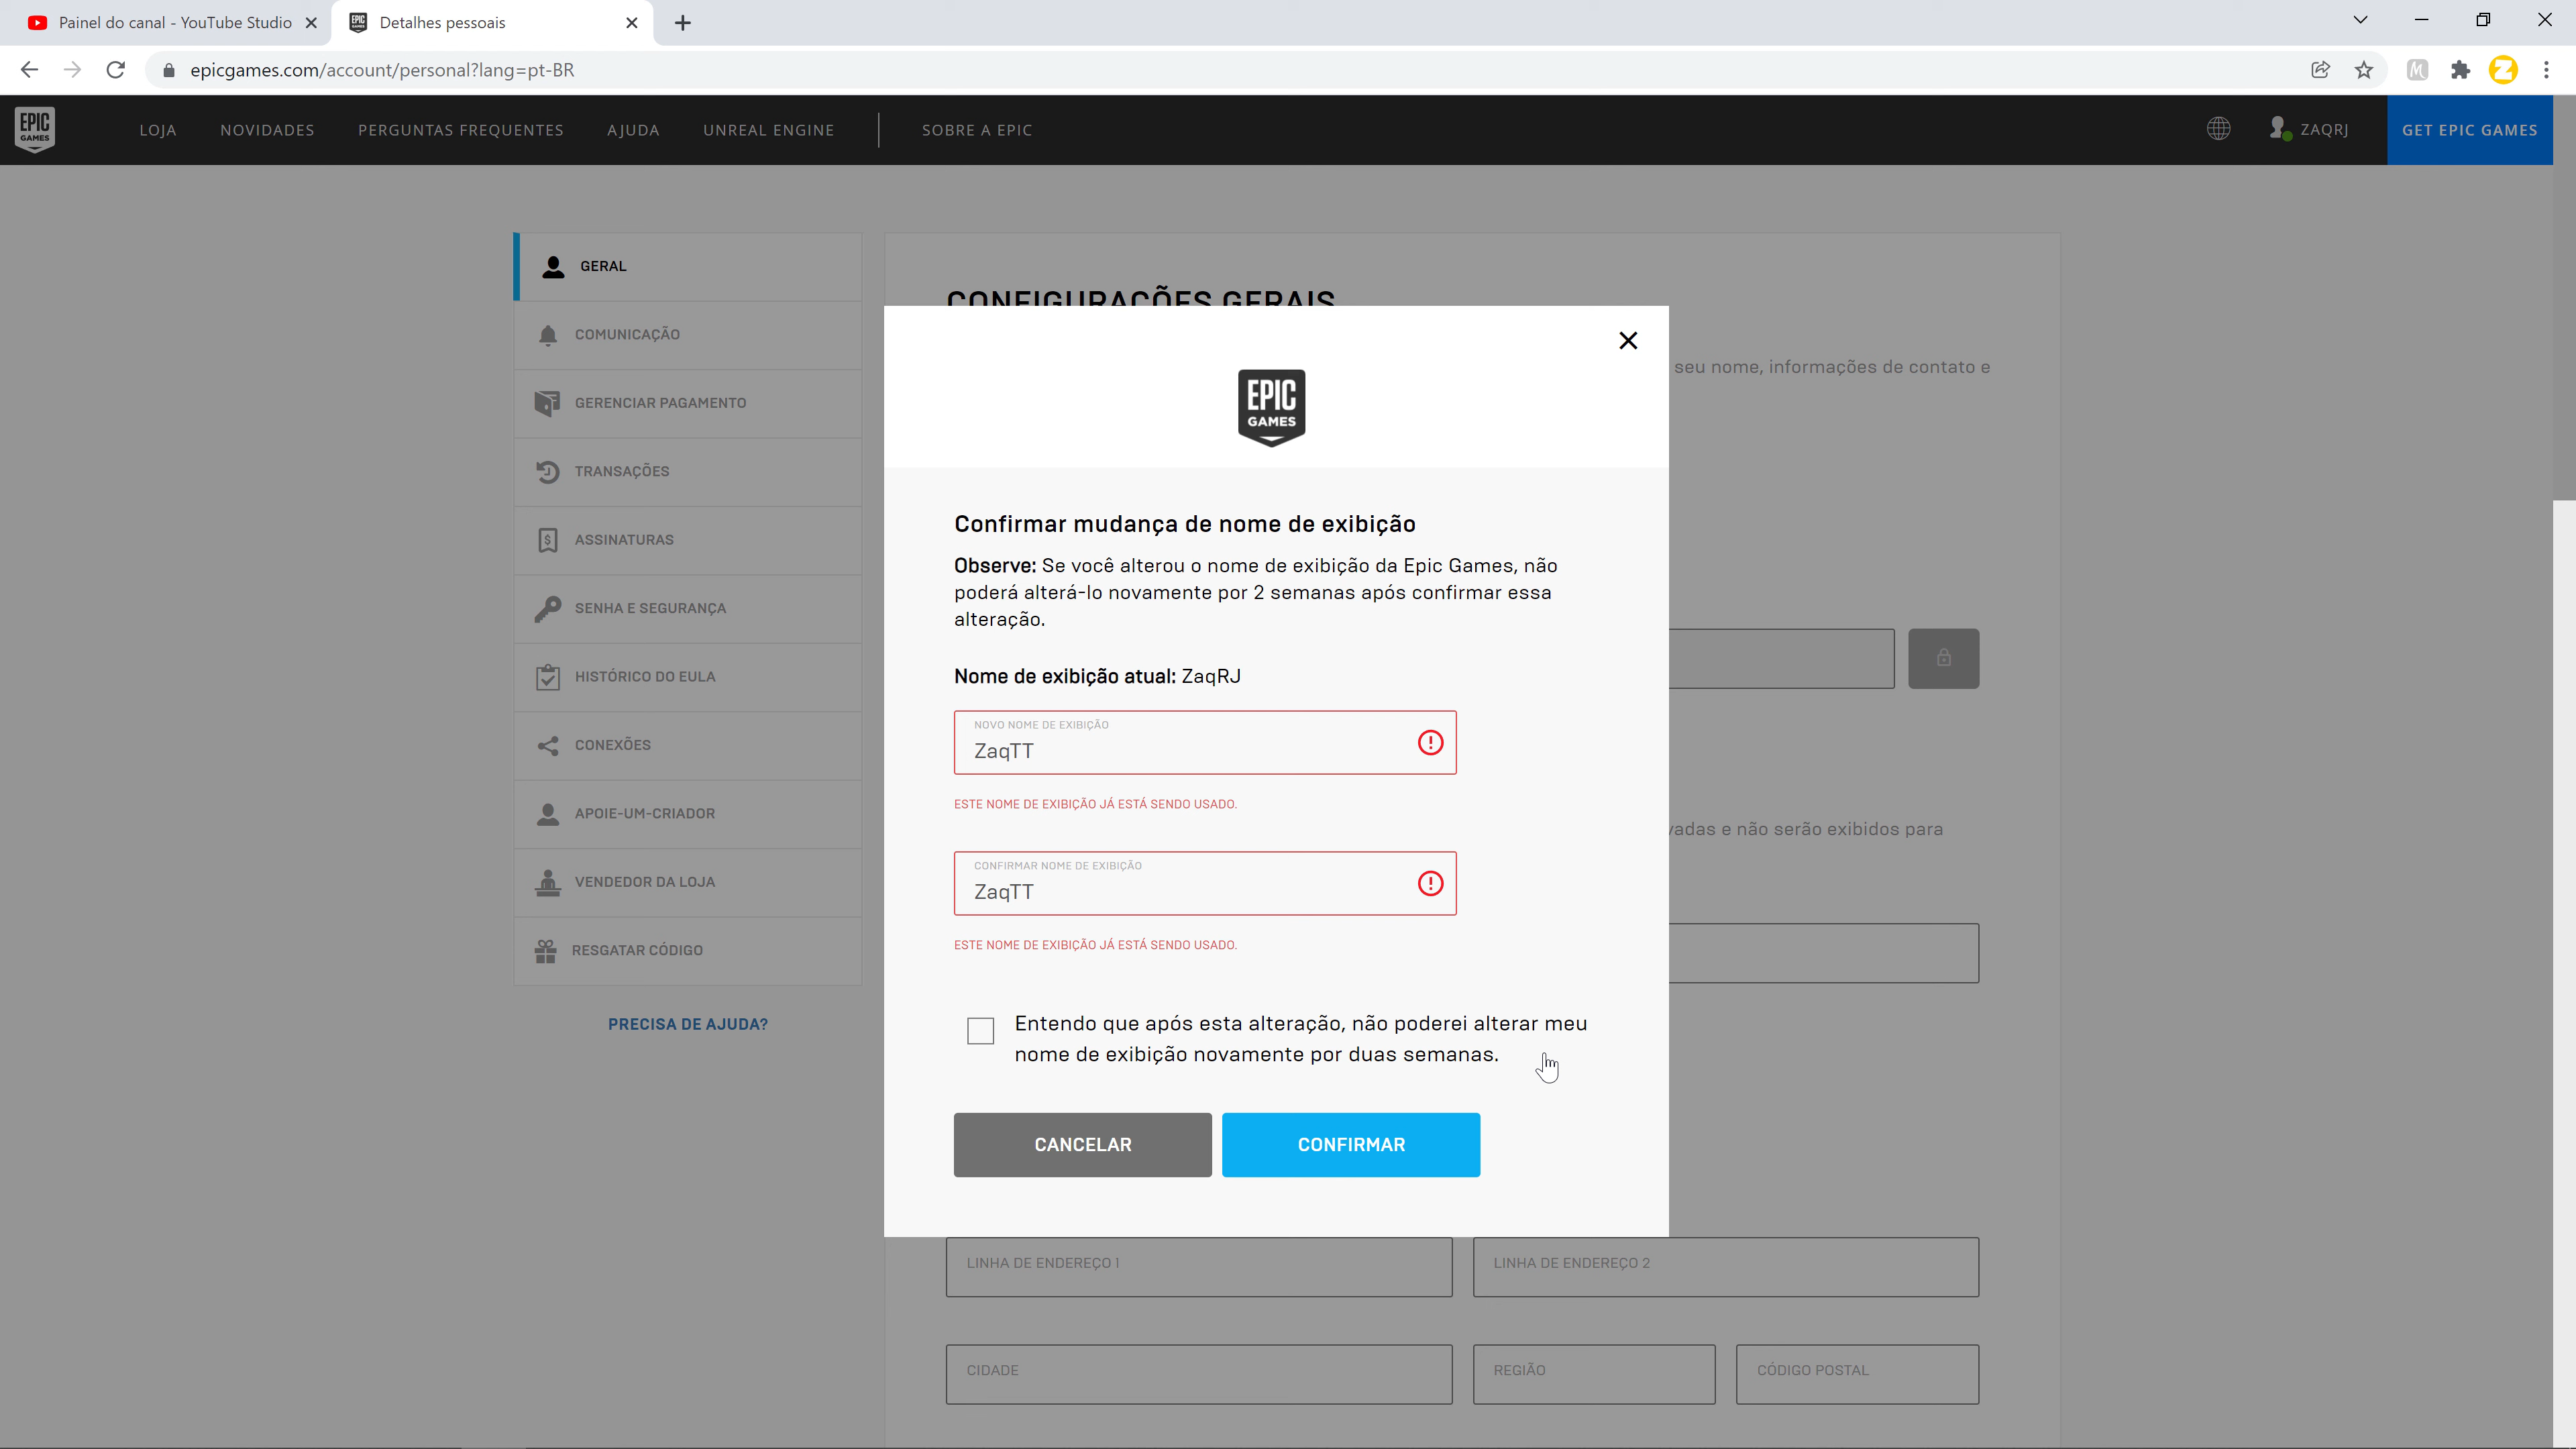 Painel do canal - YouTube Studio
Detalhes pessoais
epicgames.com/account/personal?lang=pt-BR
EPIC GAMES
LOJA
NOVIDADES
PERGUNTAS FREQUENTES
AJUDA
UNREAL ENGINE
SOBRE A EPIC
ZAQRJ
GET EPIC GAMES
GERAL
COMUNICAÇÃO
GERENCIAR PAGAMENTO
TRANSAÇÕES
ASSINATURAS
SENHA E SEGURANÇA
HISTÓRICO DO EULA
CONEXÕES
APOIE-UM-CRIADOR
VENDEDOR DA LOJA
RESGATAR CÓDIGO
PRECISA DE AJUDA?
CONFIGURAÇÕES GERAIS
seu nome, informações de contato e
EPIC
GAMES
Confirmar mudança de nome de exibição
Observe: Se você alterou o nome de exibição da Epic Games, não
poderá alterá-lo novamente por 2 semanas após confirmar essa
alteração.
Nome de exibição atual: ZaqRJ
NOVO NOME DE EXIBIÇÃO
ZaqTT
ESTE NOME DE EXIBIÇÃO JÁ ESTÁ SENDO USADO.
vadas e não serão exibidos para
CONFIRMAR NOME DE EXIBIÇÃO
ZaqTT
ESTE NOME DE EXIBIÇÃO JÁ ESTÁ SENDO USADO.
Entendo que após esta alteração, não poderei alterar meu
nome de exibição novamente por duas semanas.
CANCELAR
CONFIRMAR
LINHA DE ENDEREÇO 1
LINHA DE ENDEREÇO 2
CIDADE
REGIÃO
CÓDIGO POSTAL